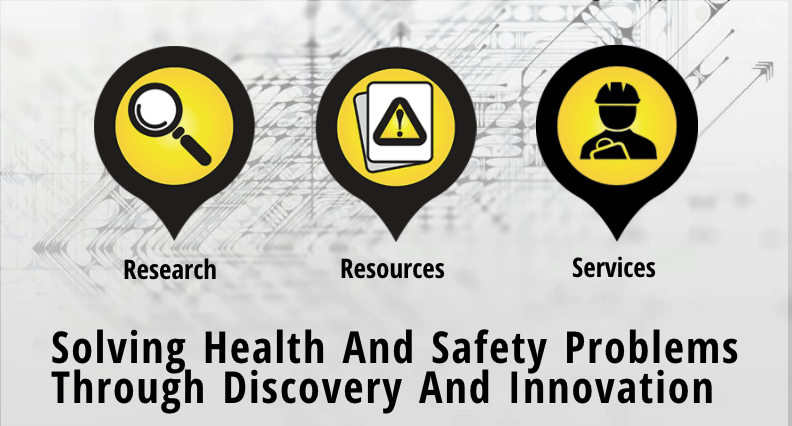 Research
Resources
Services
Solving Health And Safety Problems
Through Discovery And Innovation